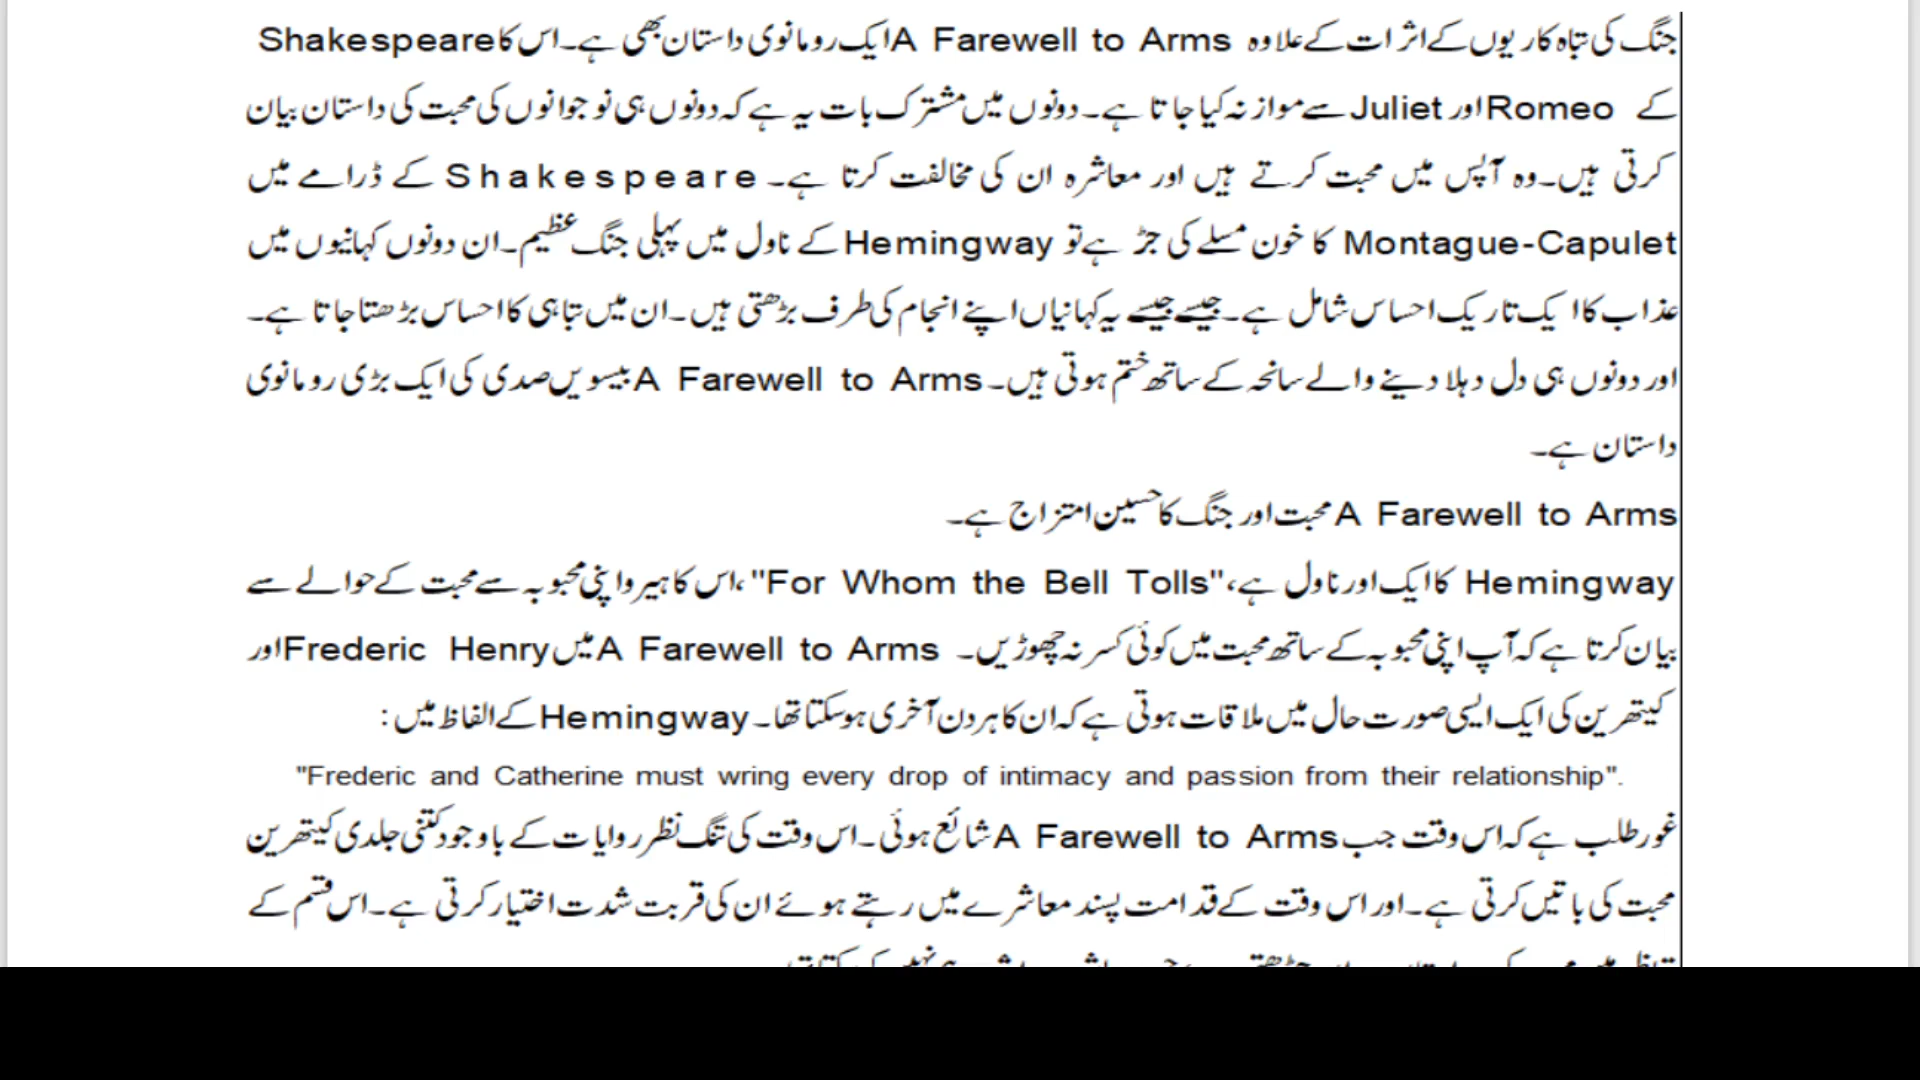 جنگ کی تباہ کاریوں کے اثرات کے علاوہ A Farewell to Arms ایک رومانوی داستان بھی ہے۔اس کا Shakespeare
کے Romeo اور Juliet سے موازنہ کیا جاتا ہے۔ دونوں میں مشترک بات یہ ہے کہ دونوں ہی نوجوانوں کی محبت کی داستان بیان
کرتی ہیں۔وہ آپس میں محبت کرتے ہیں اور معاشرہ ان کی مخالفت کرتا ہے۔ Shakespeare کے ڈرامے میں
Montague-Capulet کا خون مسلے کی جڑ ہے تو Hemingway کے ناول میں پہلی جنگ عظیم۔ان دونوں کہانیوں میں
عذاب کا ایک تاریک احساس شامل ہے۔جیسے جیسے یہ کہانیاں اپنے انجام کی طرف بڑھتی ہیں۔ان میں تباہی کا احساس بڑھتا جاتا ہے۔
اور دونوں ہی دل دہلا دینے والے سانحہ کے ساتھ ختم ہوتی ہیں۔ A Farewell to Arms بیسویں صدی کی ایک بڑی رومانوی
داستان ہے۔
A Farewell to Arms محبت اور جنگ کا حسین امتزاج ہے۔
Hemingway کا ایک اور ناول ہے، "For Whom the Bell Tolls"، اس کا ہیرو اپنی محبوبہ سے محبت کے حوالے سے
بیان کرتا ہے کہ آپ اپنی محبوبہ کے ساتھ محبت میں کوئی کسر نہ چھوڑیں۔ A Farewell to Arms میں Frederic Henry اور
کیتھرین کی ایک ایسی صورت حال میں ملاقات ہوتی ہے کہ ان کا ہر دن آخری ہو سکتا تھا۔ Hemingway کے الفاظ میں:
"Frederic and Catherine must wring every drop of intimacy and passion from their relationship".
غور طلب ہے کہ اس وقت جب A Farewell to Arms شائع ہوئی۔اس وقت کی تنگ نظر روایات کے باوجود کتنی جلدی کیتھرین
محبت کی باتیں کرتی ہے۔اور اس وقت کے قدامت پسند معاشرے میں رہتے ہوئے ان کی قربت شدت اختیار کرتی ہے۔اس قسم کے